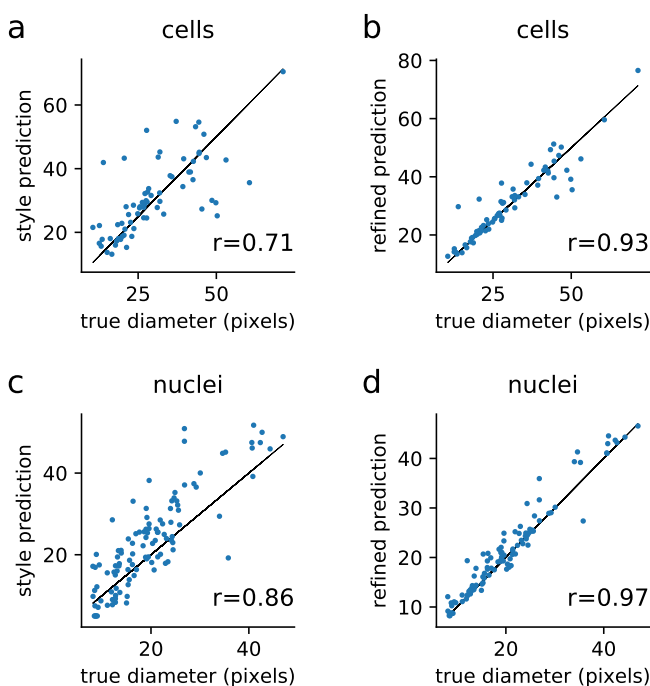 a
cells
style prediction
60
40
20
r=0.71
25
50
true diameter (pixels)
b
cells
refined prediction
80
60
40
20
r=0.93
25
50
true diameter (pixels)
c
nuclei
style prediction
40
20
r=0.86
20
40
true diameter (pixels)
d
nuclei
refined prediction
40
30
20
10
r=0.97
20
40
true diameter (pixels)